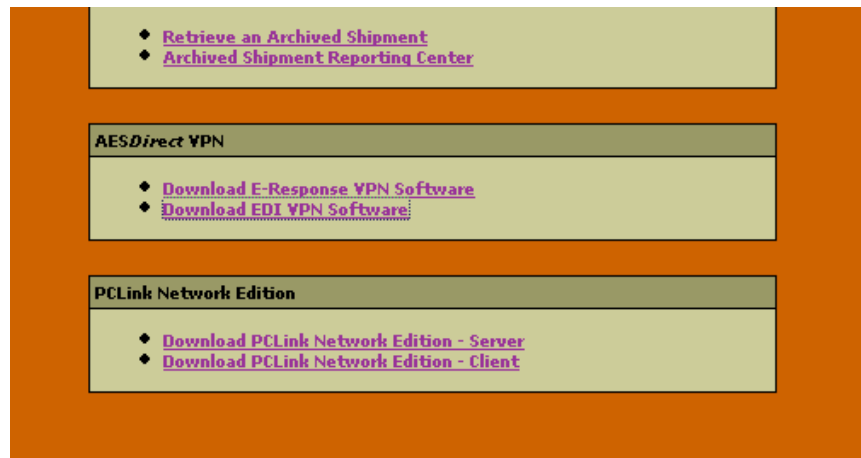 Retrieve an Archived Shipment
Archived Shipment Reporting Center
AESDirect VPN
Download E-Response VPN Software
Download EDI VPN Software
PCLink Network Edition
Download PCLink Network Edition - Server
Download PCLink Network Edition - Client